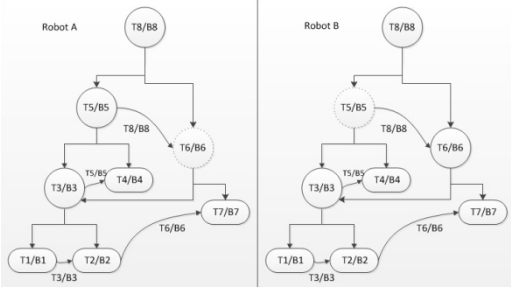 Robot A
T8/B8
T5/B5
T8/B8
T6/B6
T5/B5
T3/B3
T4/B4
T7/B7
T6/B6
T1/B1
T2/B2
T3/B3
Robot B
T8/B8
T5/B5
T8/B8
T6/B6
T5/B5
T3/B3
T4/B4
T7/B7
T6/B6
T1/B1
T2/B2
T3/B3